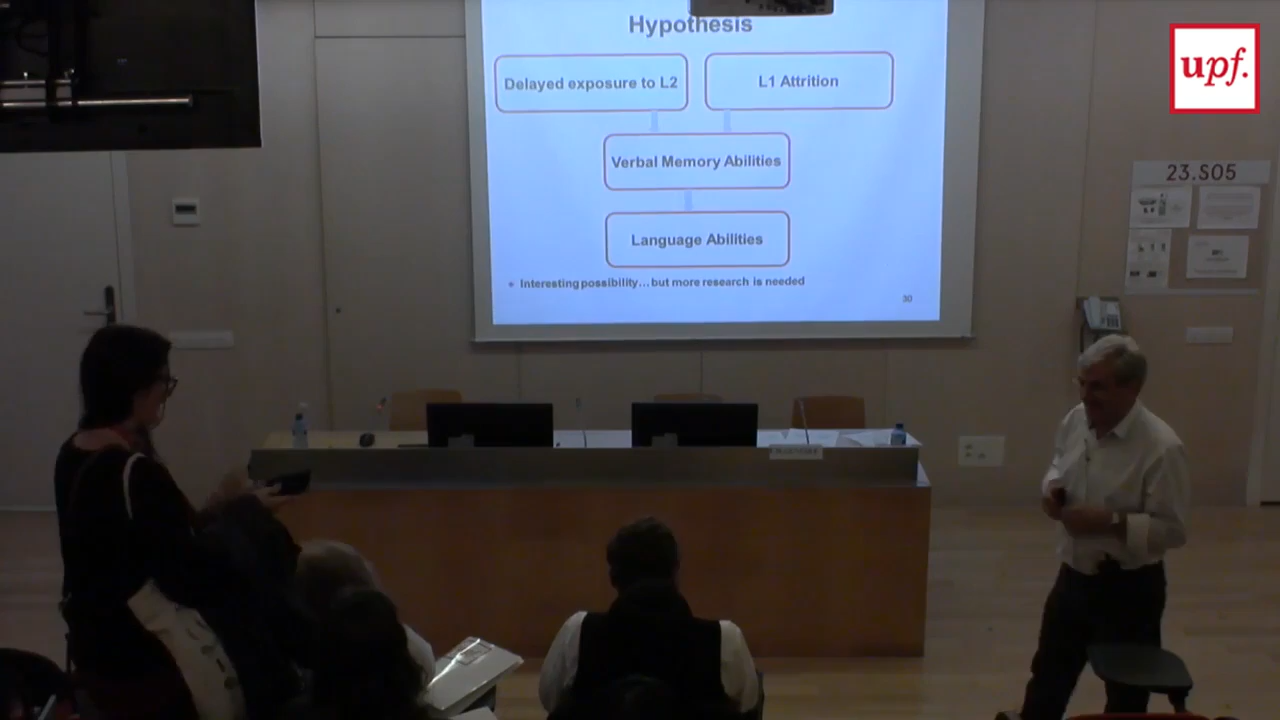 Hypothesis
Delayed exposure to L2
L1 Attrition
Verbal Memory Abilities
Language Abilities
Interesting possibility…but more research is needed
30
upf.
23.S05